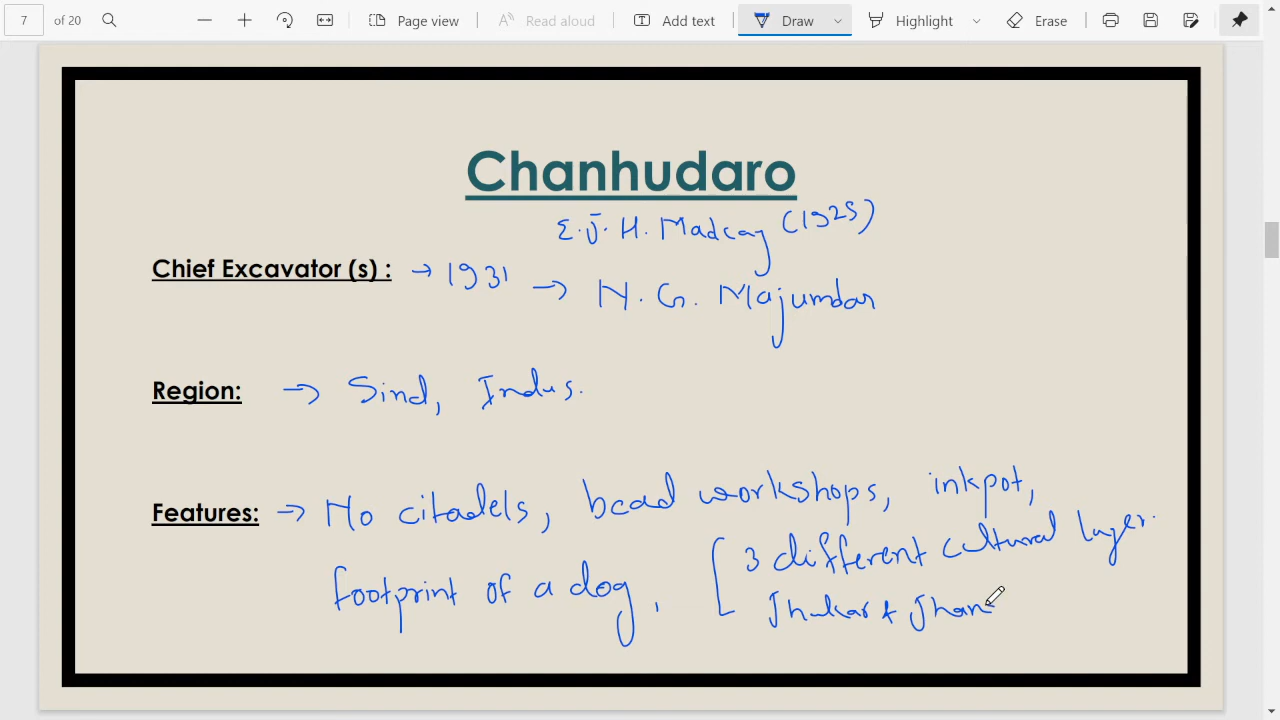 7 of 20 Page view Read aloud Add text Draw Highlight Erase
Chanhudaro
E.J.H. Madcay (1925)
Chief Excavator (s) : → 1931 → N. G. Majumdar
Region: → Sind, Indus.
Features: → No citadels, bead workshops, inkpot,
footprint of a dog, [ 3 different cultural layer.
Jhukar & Jhan